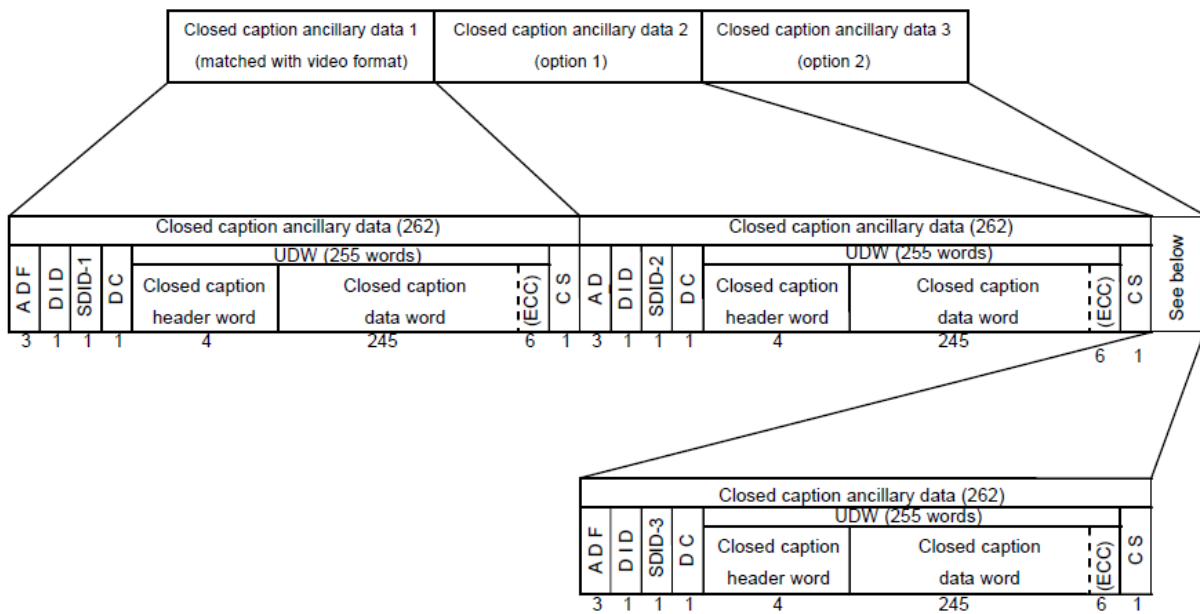 Closed caption ancillary data 1
(matched with video format)
Closed caption ancillary data 2
(option 1)
Closed caption ancillary data 3
(option 2)
Closed caption ancillary data (262)
Closed caption ancillary data (262)
See below
ADF
DID
SDID-1
DC
UDW (255 words)
Closed caption
header word
Closed caption
data word
(ECC)
CS
AD
DID
SDID-2
DC
UDW (255 words)
Closed caption
header word
Closed caption
data word
(ECC)
CS
3 1 1 1 4 245 6 1 3 1 1 1 4 245 6 1
Closed caption ancillary data (262)
ADF
DID
SDID-3
DC
UDW (255 words)
Closed caption
header word
Closed caption
data word
(ECC)
CS
3 1 1 1 4 245 6 1